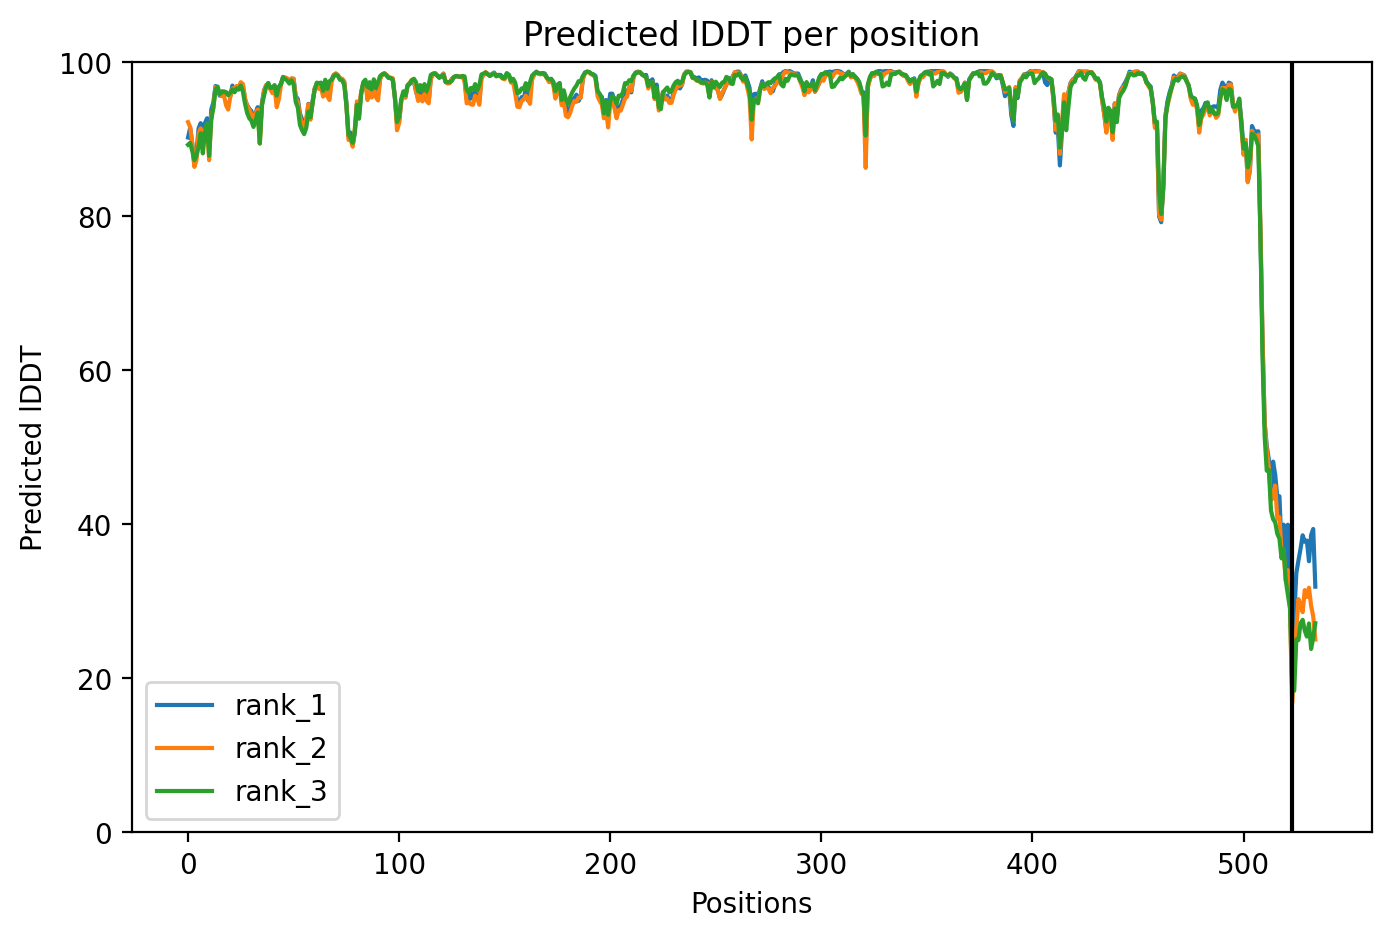 Predicted lDDT per position
Predicted lDDT
100
80
60
40
20
0
rank_1
rank_2
rank_3
0 100 200 300 400 500
Positions